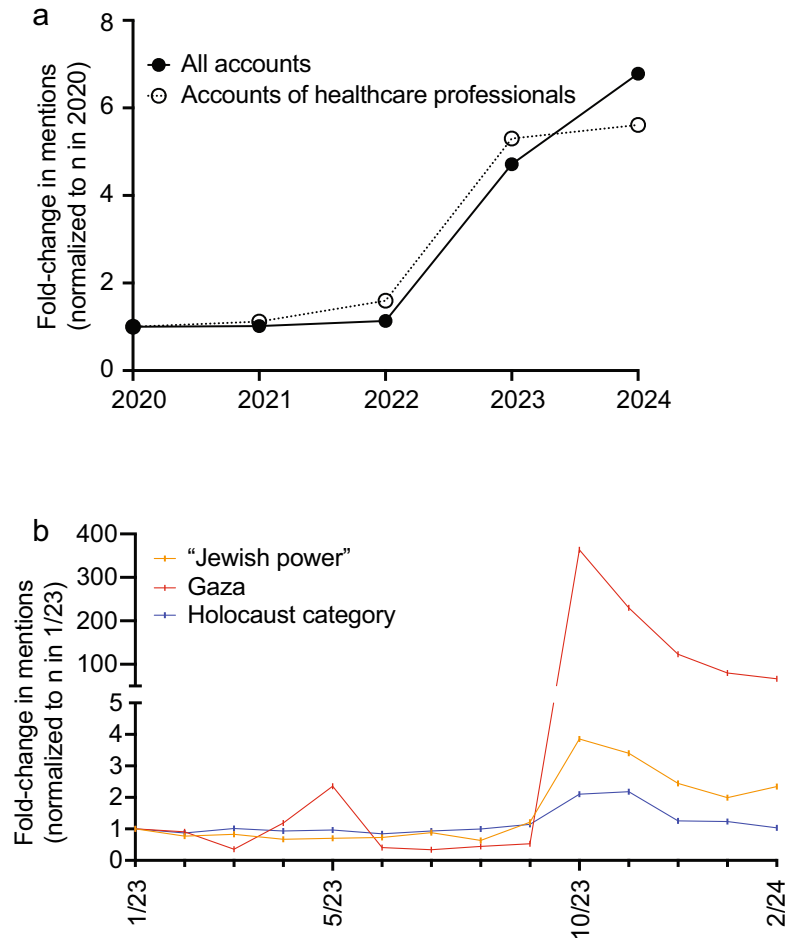 a
Fold-change in mentions
(normalized to n in 2020)
8
6
4
2
0
All accounts
Accounts of healthcare professionals
2020 2021 2022 2023 2024
b
Fold-change in mentions
(normalized to n in 1/23)
400
300
200
100
5
4
3
2
1
0
“Jewish power”
Gaza
Holocaust category
1/23 5/23 10/23 2/24